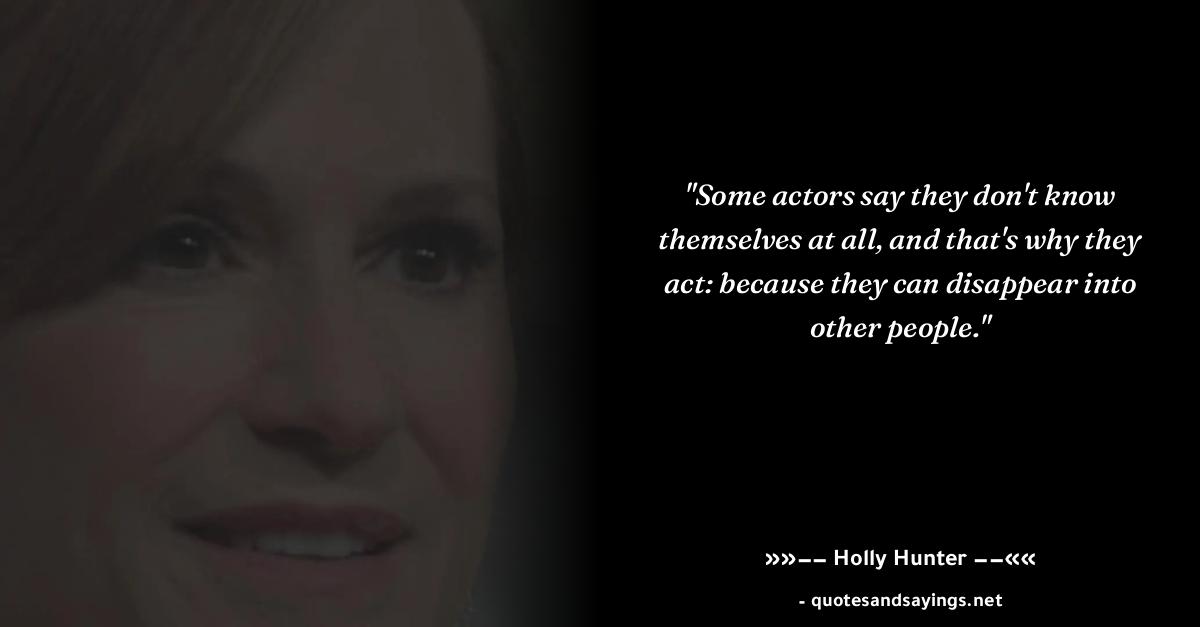 "Some actors say they don't know
themselves at all, and that's why they
act: because they can disappear into
other people."
»»−− Holly Hunter −−««
- quotesandsayings.net